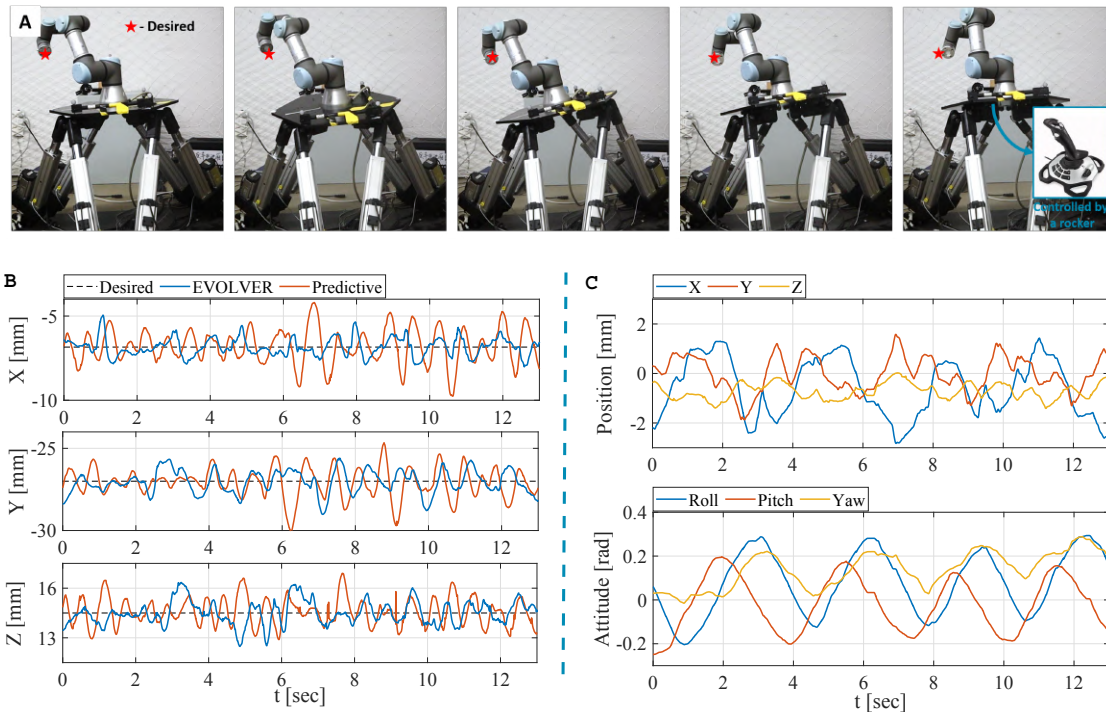 A
★- Desired
Controlled by
a rocker
B
Desired EVOLVER Predictive
X [mm]
-5
-10
0 2 4 6 8 10 12
Y [mm]
-25
-30
0 2 4 6 8 10 12
Z [mm]
16
13
0 2 4 6 8 10 12
t [sec]
C
X Y Z
Position [mm]
2
0
-2
0 2 4 6 8 10 12
Roll Pitch Yaw
Attitude [rad]
0.4
0.2
0
-0.2
0 2 4 6 8 10 12
t [sec]